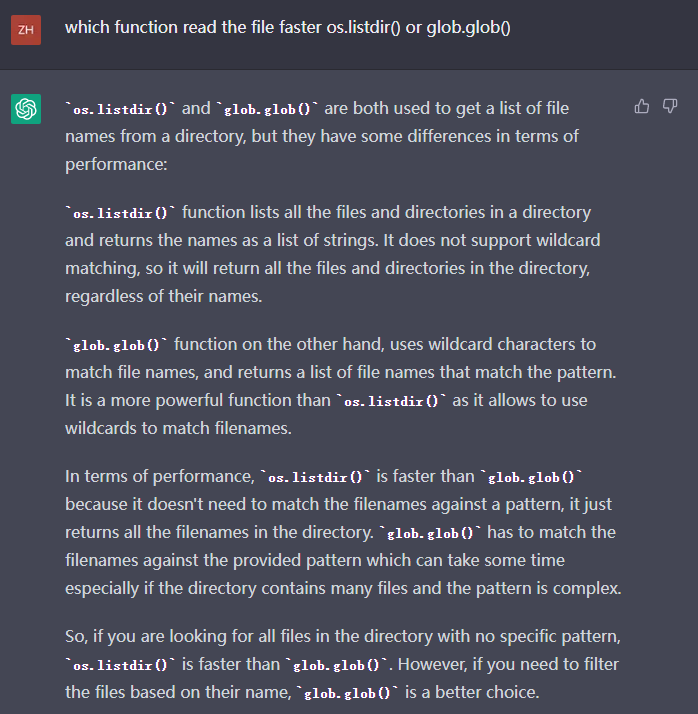 ZH
which function read the file faster os.listdir() or glob.glob()
`os.listdir()` and `glob.glob()` are both used to get a list of file
names from a directory, but they have some differences in terms of
performance:
`os.listdir()` function lists all the files and directories in a directory
and returns the names as a list of strings. It does not support wildcard
matching, so it will return all the files and directories in the directory,
regardless of their names.
`glob.glob()` function on the other hand, uses wildcard characters to
match file names, and returns a list of file names that match the pattern.
It is a more powerful function than `os.listdir()` as it allows to use
wildcards to match filenames.
In terms of performance, `os.listdir()` is faster than `glob.glob()`
because it doesn't need to match the filenames against a pattern, it just
returns all the filenames in the directory. `glob.glob()` has to match the
filenames against the provided pattern which can take some time
especially if the directory contains many files and the pattern is complex.
So, if you are looking for all files in the directory with no specific pattern,
`os.listdir()` is faster than `glob.glob()`. However, if you need to filter
the files based on their name, `glob.glob()` is a better choice.